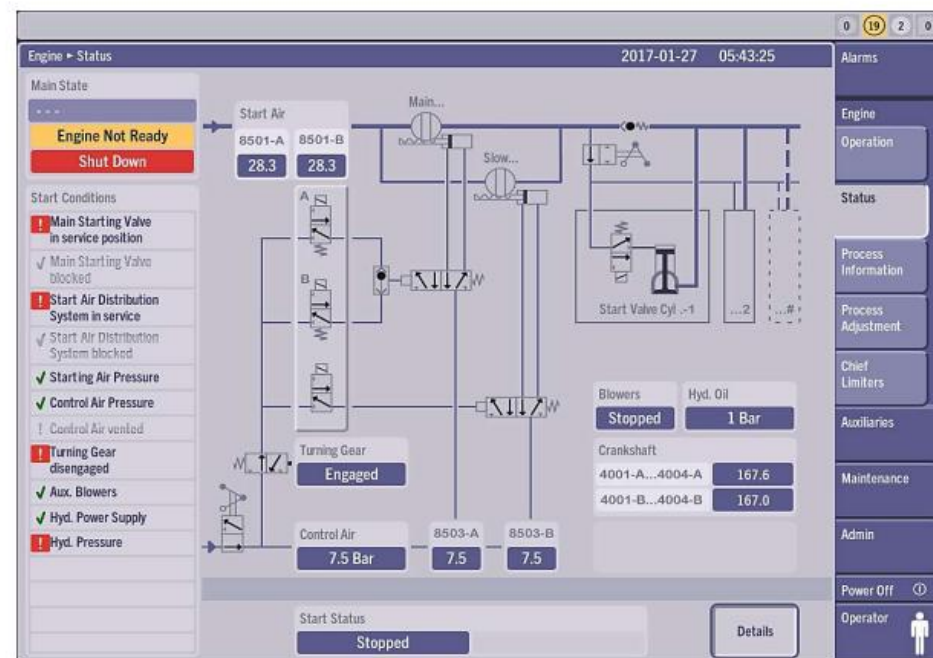 0 19 2 0
Engine ▸ Status 2017-01-27 05:43:25
Main State
- - -
Engine Not Ready
Shut Down
Start Conditions
! Main Starting Valve
in service position
√ Main Starting Valve
blocked
! Start Air Distribution
System in service
√ Start Air Distribution
System blocked
√ Starting Air Pressure
√ Control Air Pressure
! Control Air vented
! Turning Gear
disengaged
√ Aux. Blowers
√ Hyd. Power Supply
! Hyd. Pressure
Start Air
8501-A 8501-B
28.3 28.3
Main...
Slow...
A
B
Start Valve Cyl .-1 ...2 ...#
Turning Gear
Engaged
Blowers Hyd. Oil
Stopped 1 Bar
Crankshaft
4001-A...4004-A 167.6
4001-B...4004-B 167.0
Control Air 8503-A 8503-B
7.5 Bar 7.5 7.5
Start Status
Stopped
Details
Alarms
Engine
Operation
Status
Process
Information
Process
Adjustment
Chief
Limiters
Auxiliaries
Maintenance
Admin
Power Off
Operator